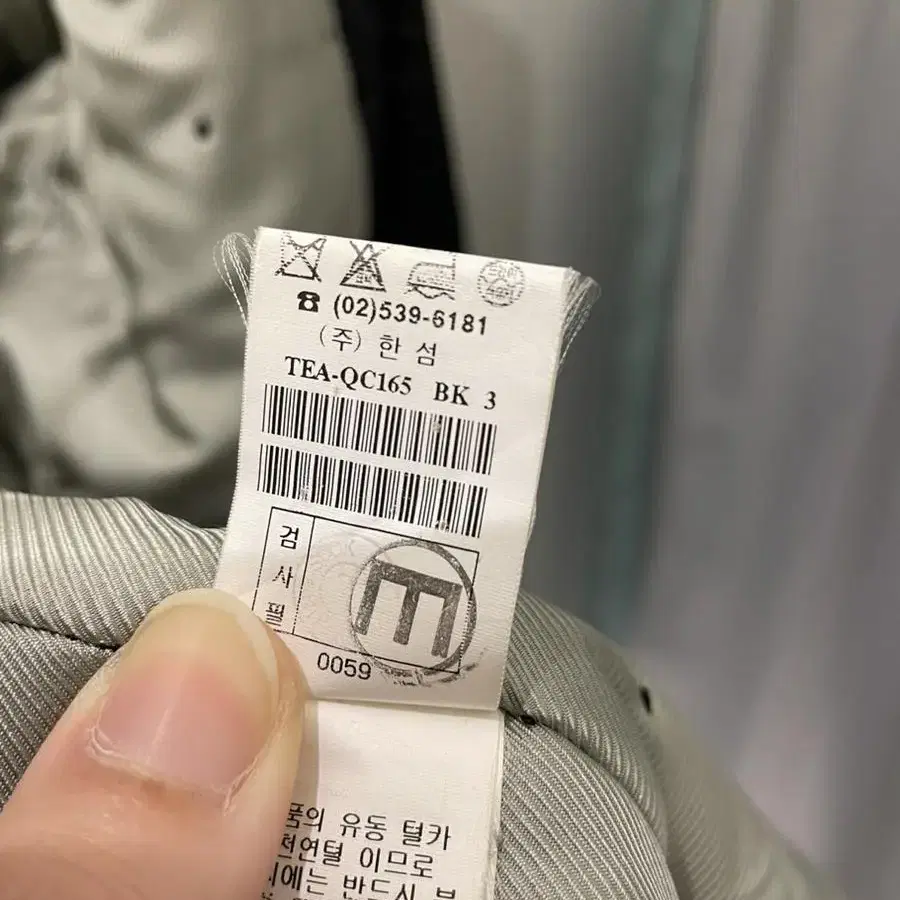 ☎ (02)539-6181
(주) 한 섬
TEA-QC165 BK 3
검
사
필
0059
품의 유동 털카
천연털 이므로
에는 반드시 부